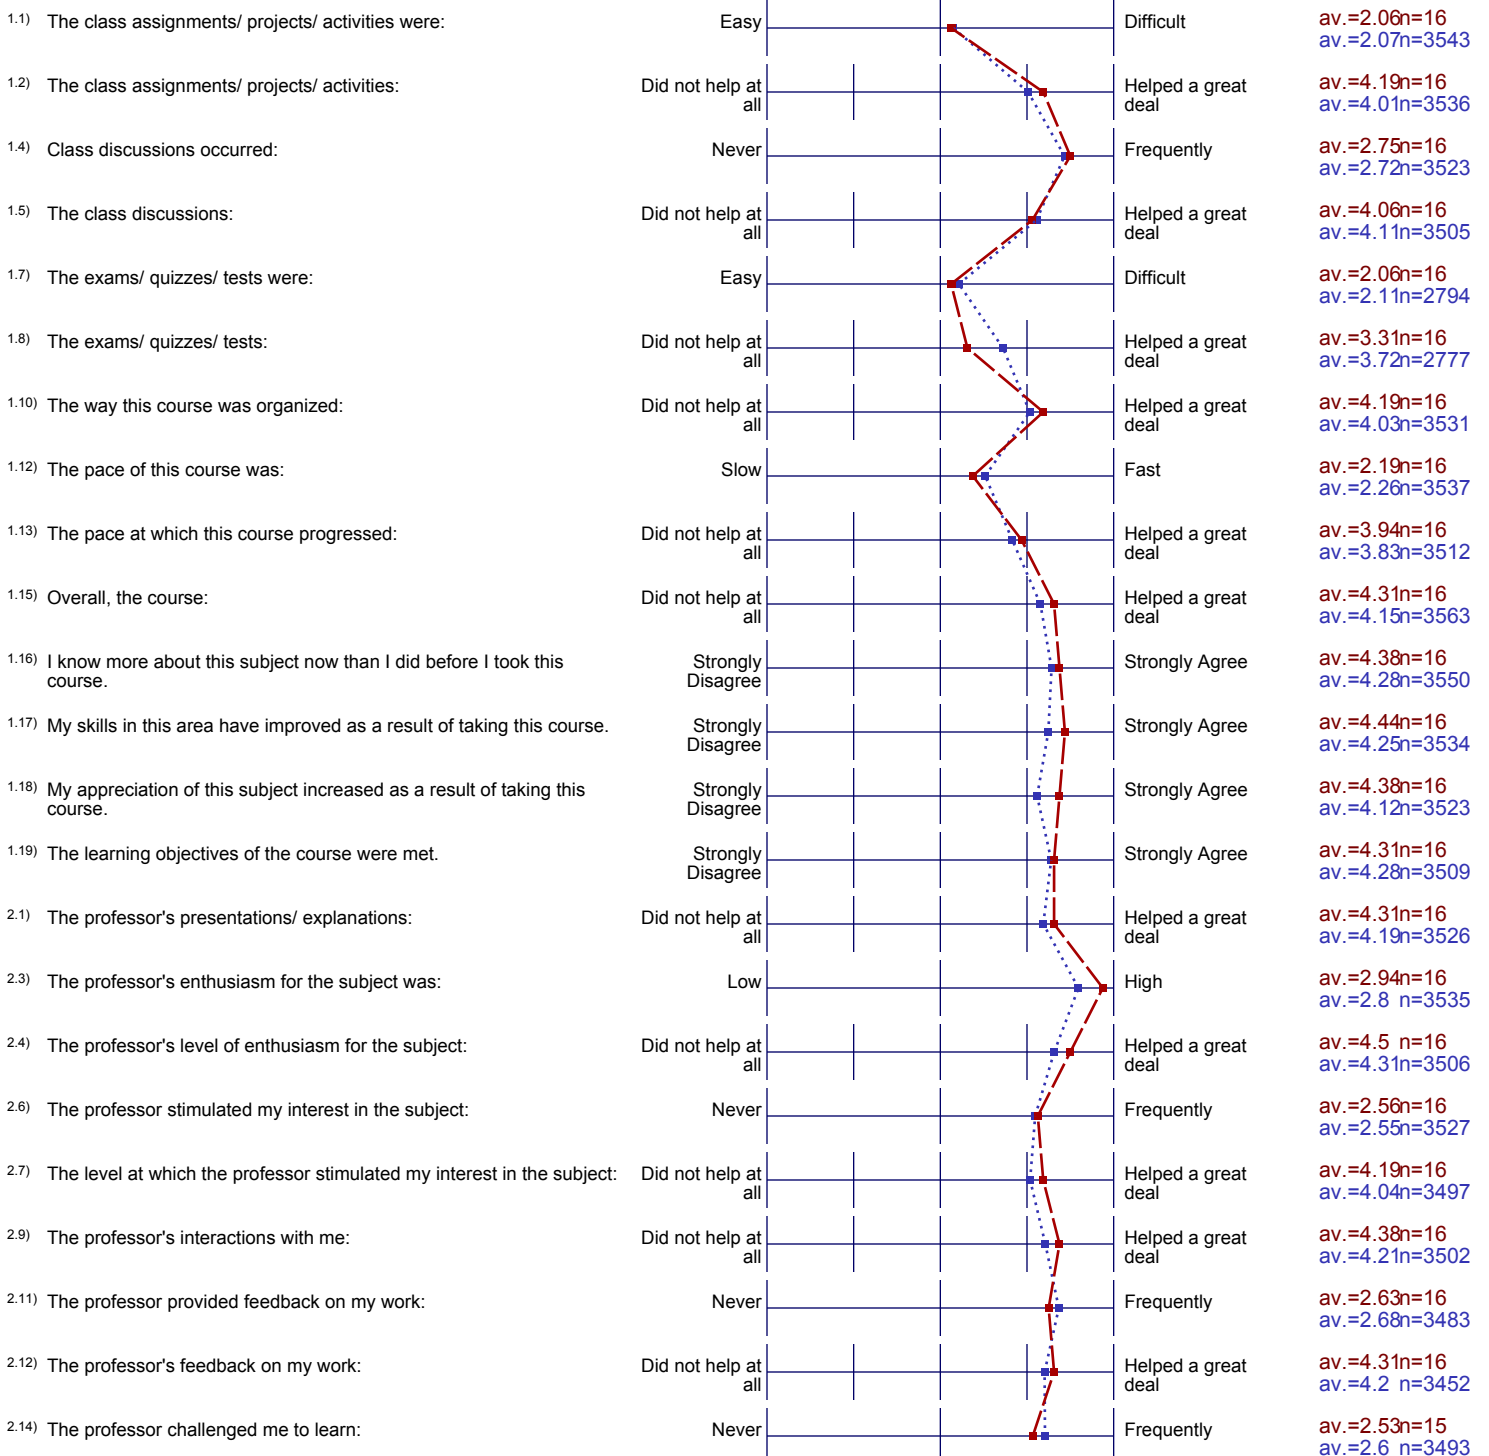 1.1) The class assignments/ projects/ activities were: Easy Difficult av.=2.06n=16
av.=2.07n=3543
1.2) The class assignments/ projects/ activities: Did not help at all Helped a great deal av.=4.19n=16
av.=4.01n=3536
1.4) Class discussions occurred: Never Frequently av.=2.75n=16
av.=2.72n=3523
1.5) The class discussions: Did not help at all Helped a great deal av.=4.06n=16
av.=4.11n=3505
1.7) The exams/ quizzes/ tests were: Easy Difficult av.=2.06n=16
av.=2.11n=2794
1.8) The exams/ quizzes/ tests: Did not help at all Helped a great deal av.=3.31n=16
av.=3.72n=2777
1.10) The way this course was organized: Did not help at all Helped a great deal av.=4.19n=16
av.=4.03n=3531
1.12) The pace of this course was: Slow Fast av.=2.19n=16
av.=2.26n=3537
1.13) The pace at which this course progressed: Did not help at all Helped a great deal av.=3.94n=16
av.=3.83n=3512
1.15) Overall, the course: Did not help at all Helped a great deal av.=4.31n=16
av.=4.15n=3563
1.16) I know more about this subject now than I did before I took this course. Strongly Disagree Strongly Agree av.=4.38n=16
av.=4.28n=3550
1.17) My skills in this area have improved as a result of taking this course. Strongly Disagree Strongly Agree av.=4.44n=16
av.=4.25n=3534
1.18) My appreciation of this subject increased as a result of taking this course. Strongly Disagree Strongly Agree av.=4.38n=16
av.=4.12n=3523
1.19) The learning objectives of the course were met. Strongly Disagree Strongly Agree av.=4.31n=16
av.=4.28n=3509
2.1) The professor's presentations/ explanations: Did not help at all Helped a great deal av.=4.31n=16
av.=4.19n=3526
2.3) The professor's enthusiasm for the subject was: Low High av.=2.94n=16
av.=2.8 n=3535
2.4) The professor's level of enthusiasm for the subject: Did not help at all Helped a great deal av.=4.5 n=16
av.=4.31n=3506
2.6) The professor stimulated my interest in the subject: Never Frequently av.=2.56n=16
av.=2.55n=3527
2.7) The level at which the professor stimulated my interest in the subject: Did not help at all Helped a great deal av.=4.19n=16
av.=4.04n=3497
2.9) The professor's interactions with me: Did not help at all Helped a great deal av.=4.38n=16
av.=4.21n=3502
2.11) The professor provided feedback on my work: Never Frequently av.=2.63n=16
av.=2.68n=3483
2.12) The professor's feedback on my work: Did not help at all Helped a great deal av.=4.31n=16
av.=4.2 n=3452
2.14) The professor challenged me to learn: Never Frequently av.=2.53n=15
av.=2.6 n=3493